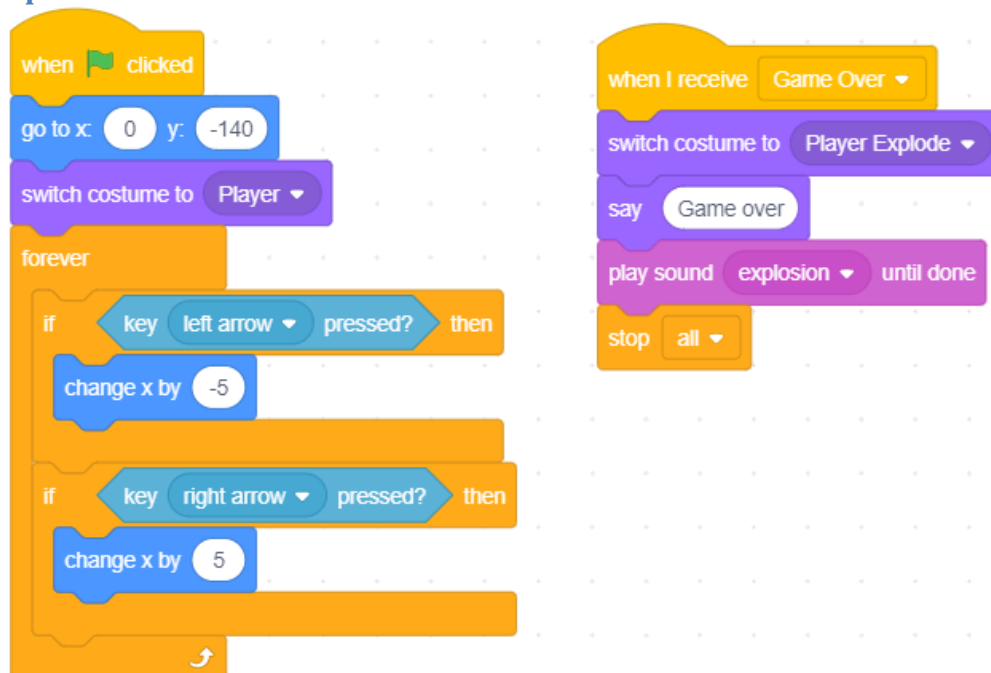 when clicked
go to x: 0 y: -140
switch costume to Player
forever
if key left arrow pressed? then
change x by -5
if key right arrow pressed? then
change x by 5
when I receive Game Over
switch costume to Player Explode
say Game over
play sound explosion until done
stop all